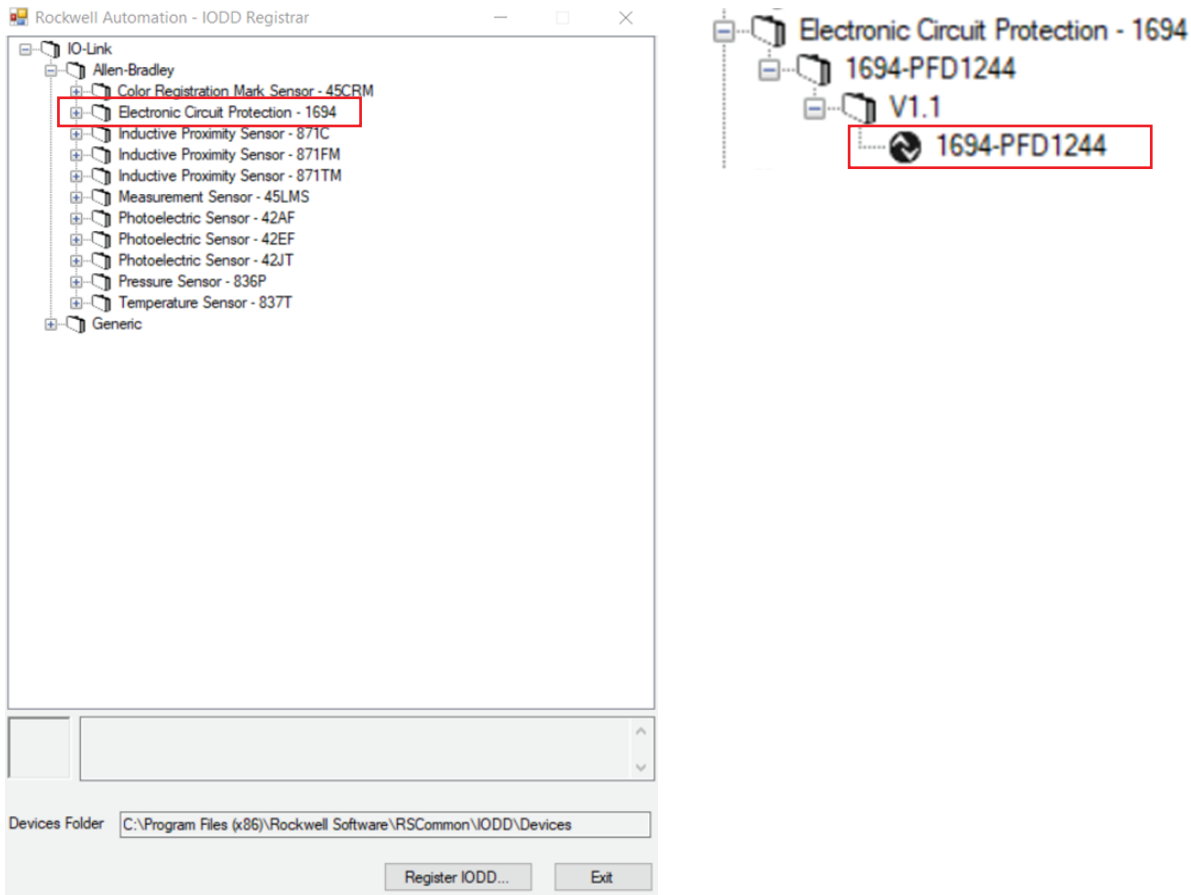 Rockwell Automation - IODD Registrar
IO-Link
Allen-Bradley
Color Registration Mark Sensor - 45CRM
Electronic Circuit Protection - 1694
Inductive Proximity Sensor - 871C
Inductive Proximity Sensor - 871FM
Inductive Proximity Sensor - 871TM
Measurement Sensor - 45LMS
Photoelectric Sensor - 42AF
Photoelectric Sensor - 42EF
Photoelectric Sensor - 42JT
Pressure Sensor - 836P
Temperature Sensor - 837T
Generic
Devices Folder C:\Program Files (x86)\Rockwell Software\RSCommon\IODD\Devices
Register IODD... Exit
Electronic Circuit Protection - 1694
1694-PFD1244
V1.1
1694-PFD1244